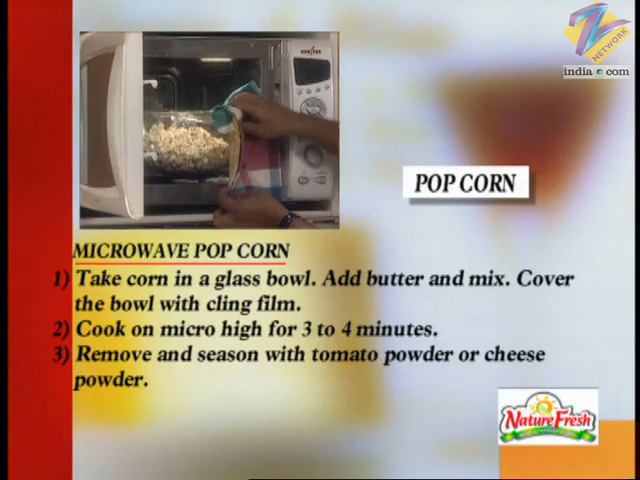 Z
NETWORK
india.com
POP CORN
MICROWAVE POP CORN
1) Take corn in a glass bowl. Add butter and mix. Cover
the bowl with cling film.
2) Cook on micro high for 3 to 4 minutes.
3) Remove and season with tomato powder or cheese
powder.
NatureFresh